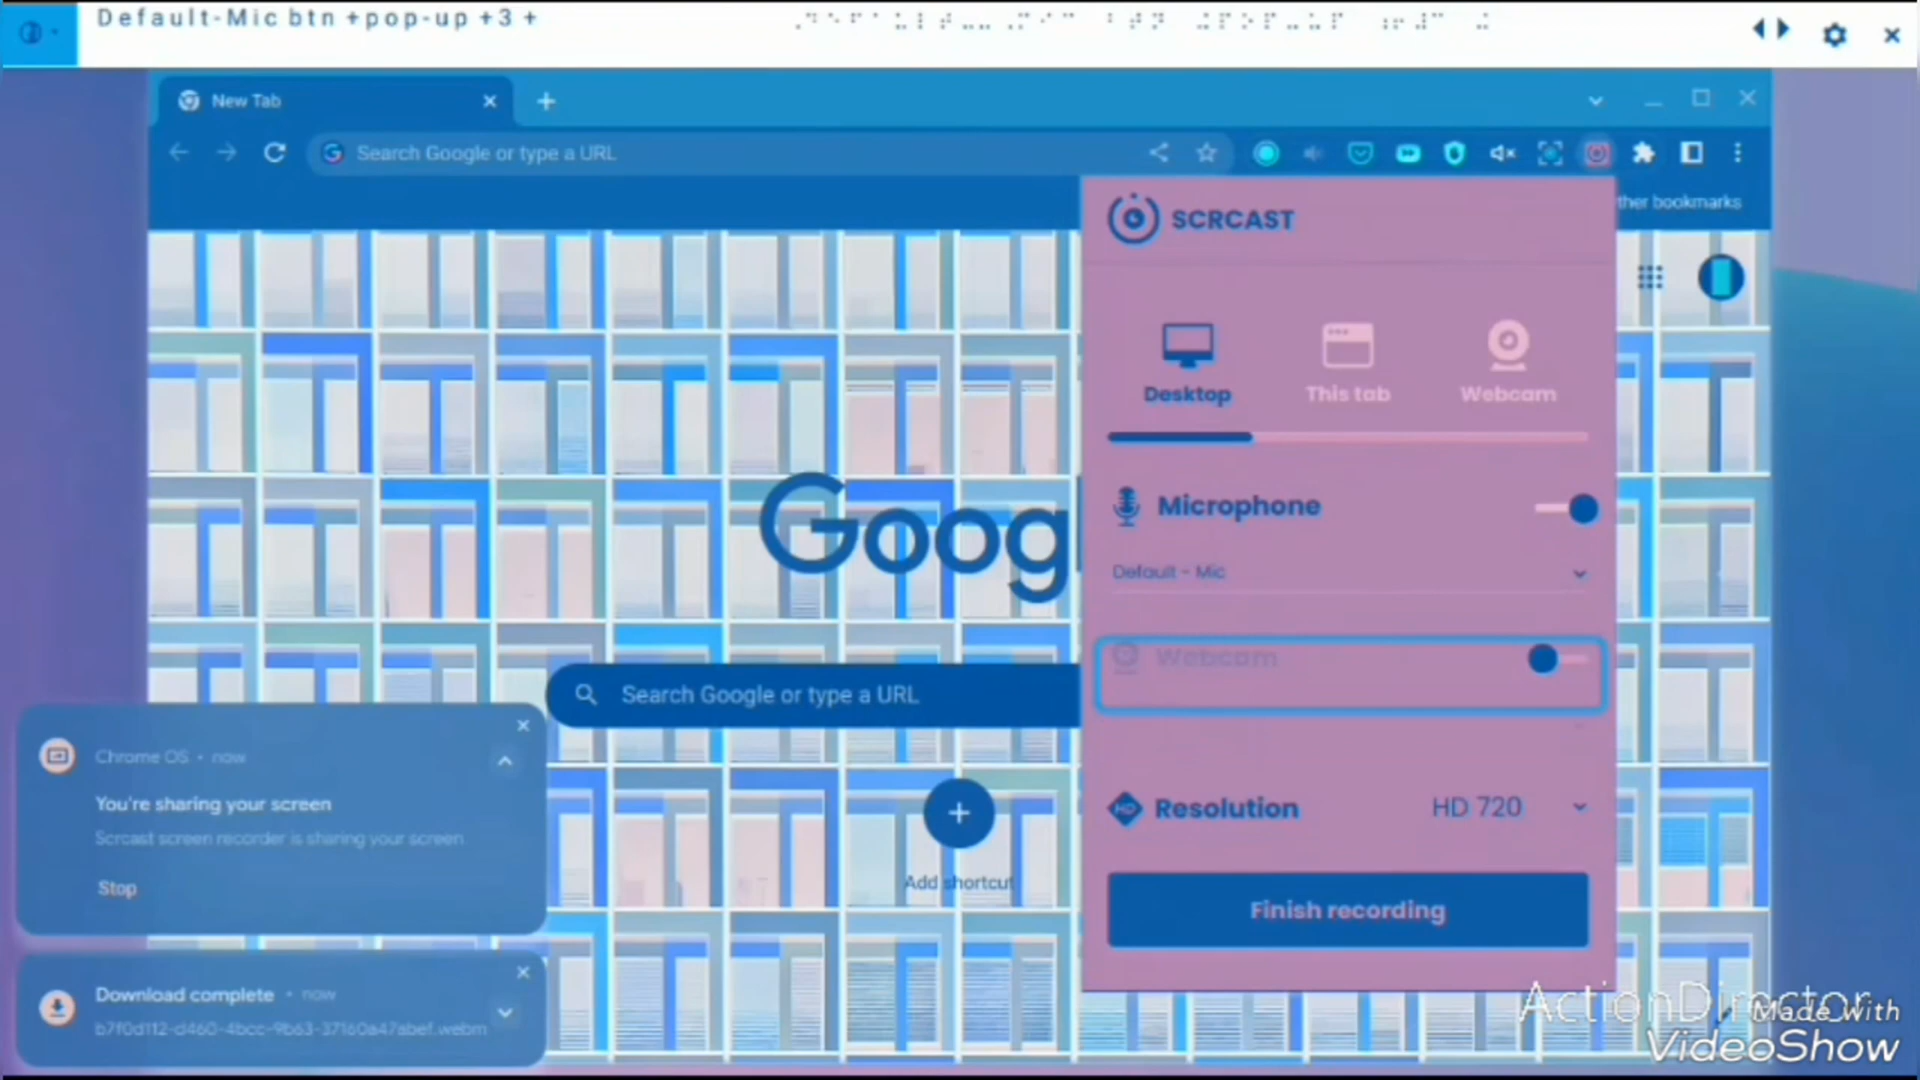 Default-Mic btn +pop-up +3 +
New Tab
Search Google or type a URL
ther bookmarks
SCRCAST
Desktop
This tab
Webcam
Microphone
Default - Mic
Webcam
Resolution
HD 720
Finish recording
Goog
Search Google or type a URL
Add shortcut
Chrome OS • now
You're sharing your screen
Scrcast screen recorder is sharing your screen
Stop
Download complete • now
b7f0d112-d460-4bcc-9b63-37160a47abef.webm
ActionDirector
Made With
VideoShow